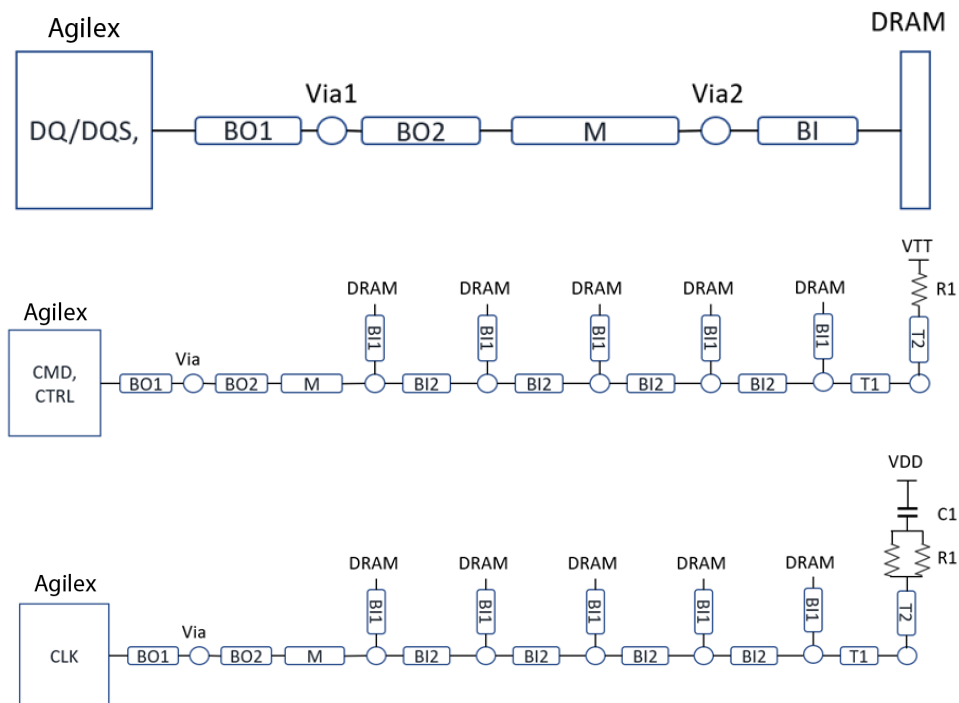 Agilex
DRAM
DQ/DQS,
BO1
Via1
BO2
M
Via2
BI
VTT
R1
T2
Agilex
DRAM DRAM DRAM DRAM DRAM
BI1 BI1 BI1 BI1 BI1
CMD,
CTRL
Via
BO1 BO2 M BI2 BI2 BI2 BI2 T1
VDD
C1
R1
T2
Agilex
DRAM DRAM DRAM DRAM DRAM
BI1 BI1 BI1 BI1 BI1
CLK
Via
BO1 BO2 M BI2 BI2 BI2 BI2 T1